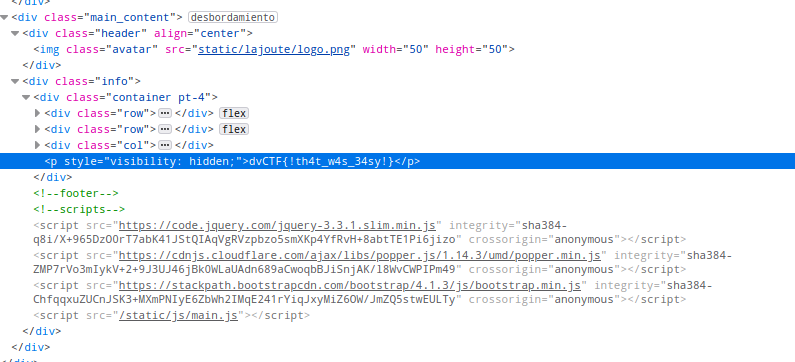 </div>
<div class="main_content"> desbordamiento
<div class="header" align="center">
<img class="avatar" src="static/lajoute/logo.png" width="50" height="50">
</div>
<div class="info">
<div class="container pt-4">
<div class="row">⋯</div> flex
<div class="row">⋯</div> flex
<div class="col">⋯</div>
<p style="visibility: hidden;">dvCTF{!th4t_w4s_34sy!}</p>
</div>
<!--footer-->
<!--scripts-->
<script src="https://code.jquery.com/jquery-3.3.1.slim.min.js" integrity="sha384-
q8i/X+965DzO0rT7abK41JStQIAqVgRVzpbzo5smXKp4YfRvH+8abtTE1Pi6jizo" crossorigin="anonymous"></script>
<script src="https://cdnjs.cloudflare.com/ajax/libs/popper.js/1.14.3/umd/popper.min.js" integrity="sha384-
ZMP7rVo3mIykV+2+9J3UJ46jBk0WLaUAdn689aCwoqbBJiSnjAK/l8WvCWPIPm49" crossorigin="anonymous"></script>
<script src="https://stackpath.bootstrapcdn.com/bootstrap/4.1.3/js/bootstrap.min.js" integrity="sha384-
ChfqqxuZUCnJSK3+MXmPNIyE6ZbWh2IMqE241rYiqJxyMiZ6OW/JmZQ5stwEULTy" crossorigin="anonymous"></script>
<script src="/static/js/main.js"></script>
</div>
</div>
</div>